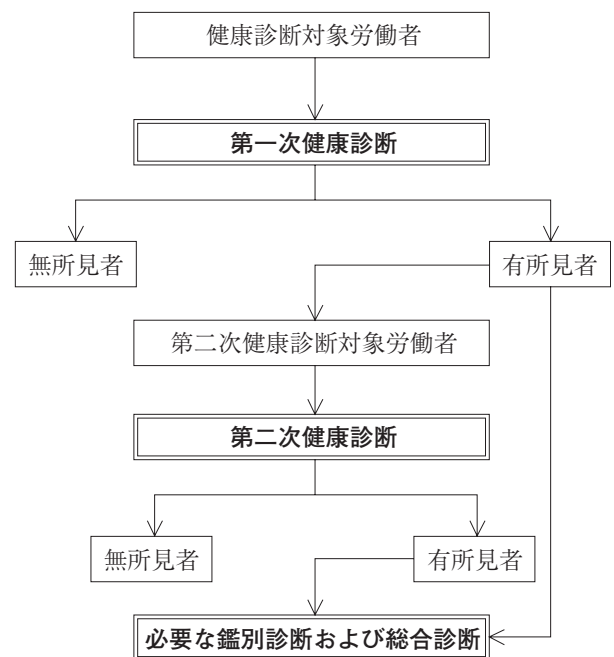 健康診断対象労働者
第一次健康診断
無所見者
有所見者
第二次健康診断対象労働者
第二次健康診断
無所見者
有所見者
必要な鑑別診断および総合診断